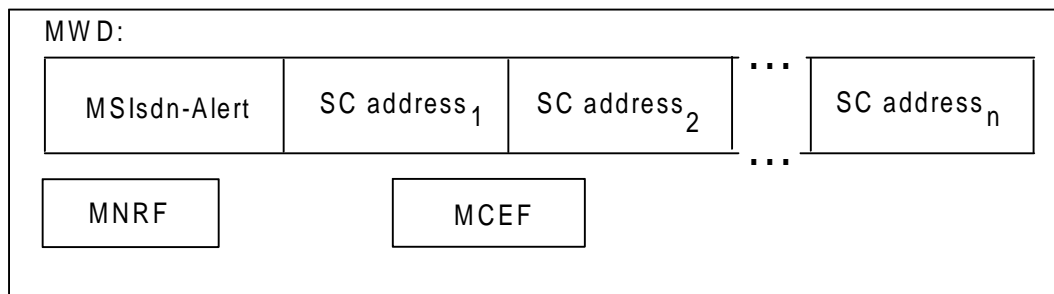 MWD:
MSIsdn-Alert SC address1 SC address2 ... SC addressn
...
MNRF MCEF